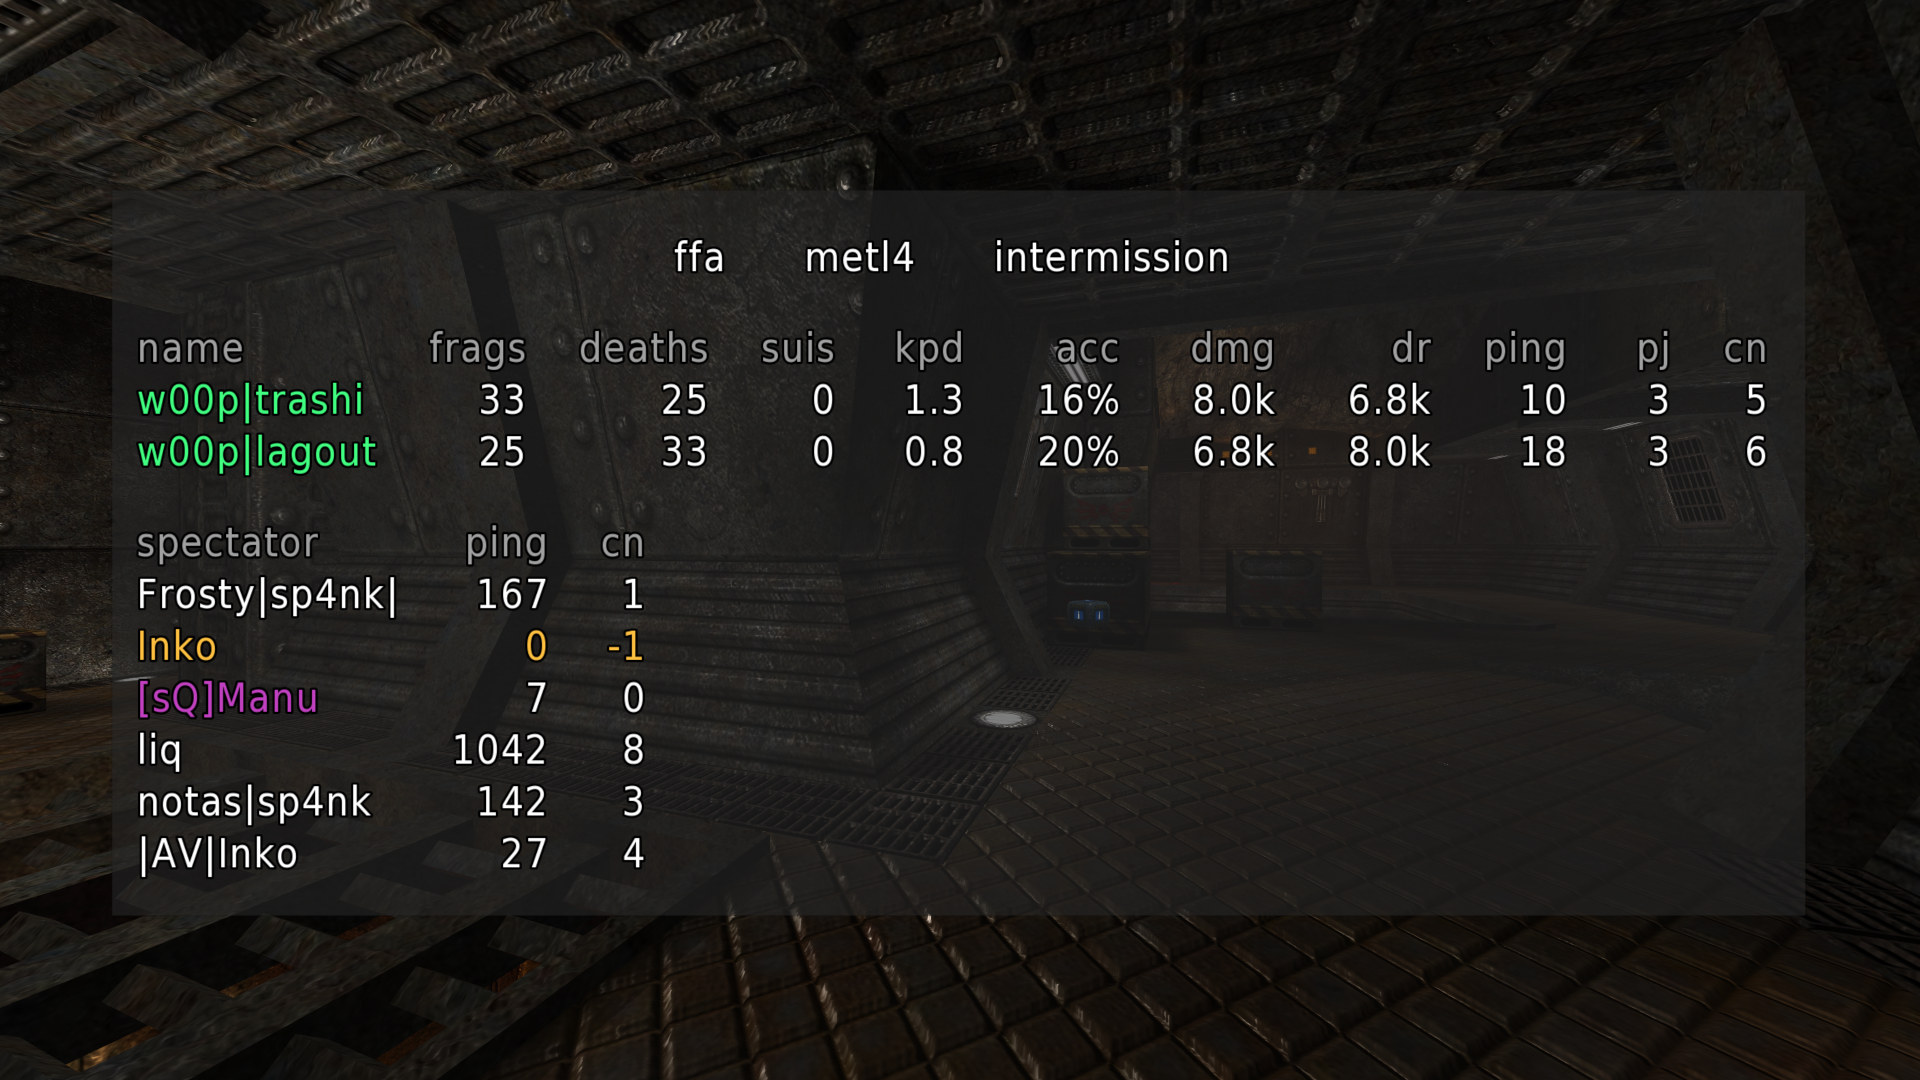 ffa metl4 intermission
name frags deaths suis kpd acc dmg dr ping pj cn
w00p|trashi 33 25 0 1.3 16% 8.0k 6.8k 10 3 5
w00p|lagout 25 33 0 0.8 20% 6.8k 8.0k 18 3 6
spectator ping cn
Frosty|sp4nk| 167 1
Inko 0 -1
[sQ]Manu 7 0
liq 1042 8
notas|sp4nk 142 3
|AV|Inko 27 4